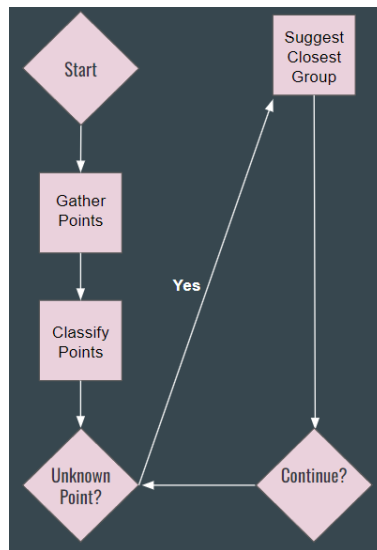 Start
Gather
Points
Classify
Points
Unknown
Point?
Yes
Suggest
Closest
Group
Continue?